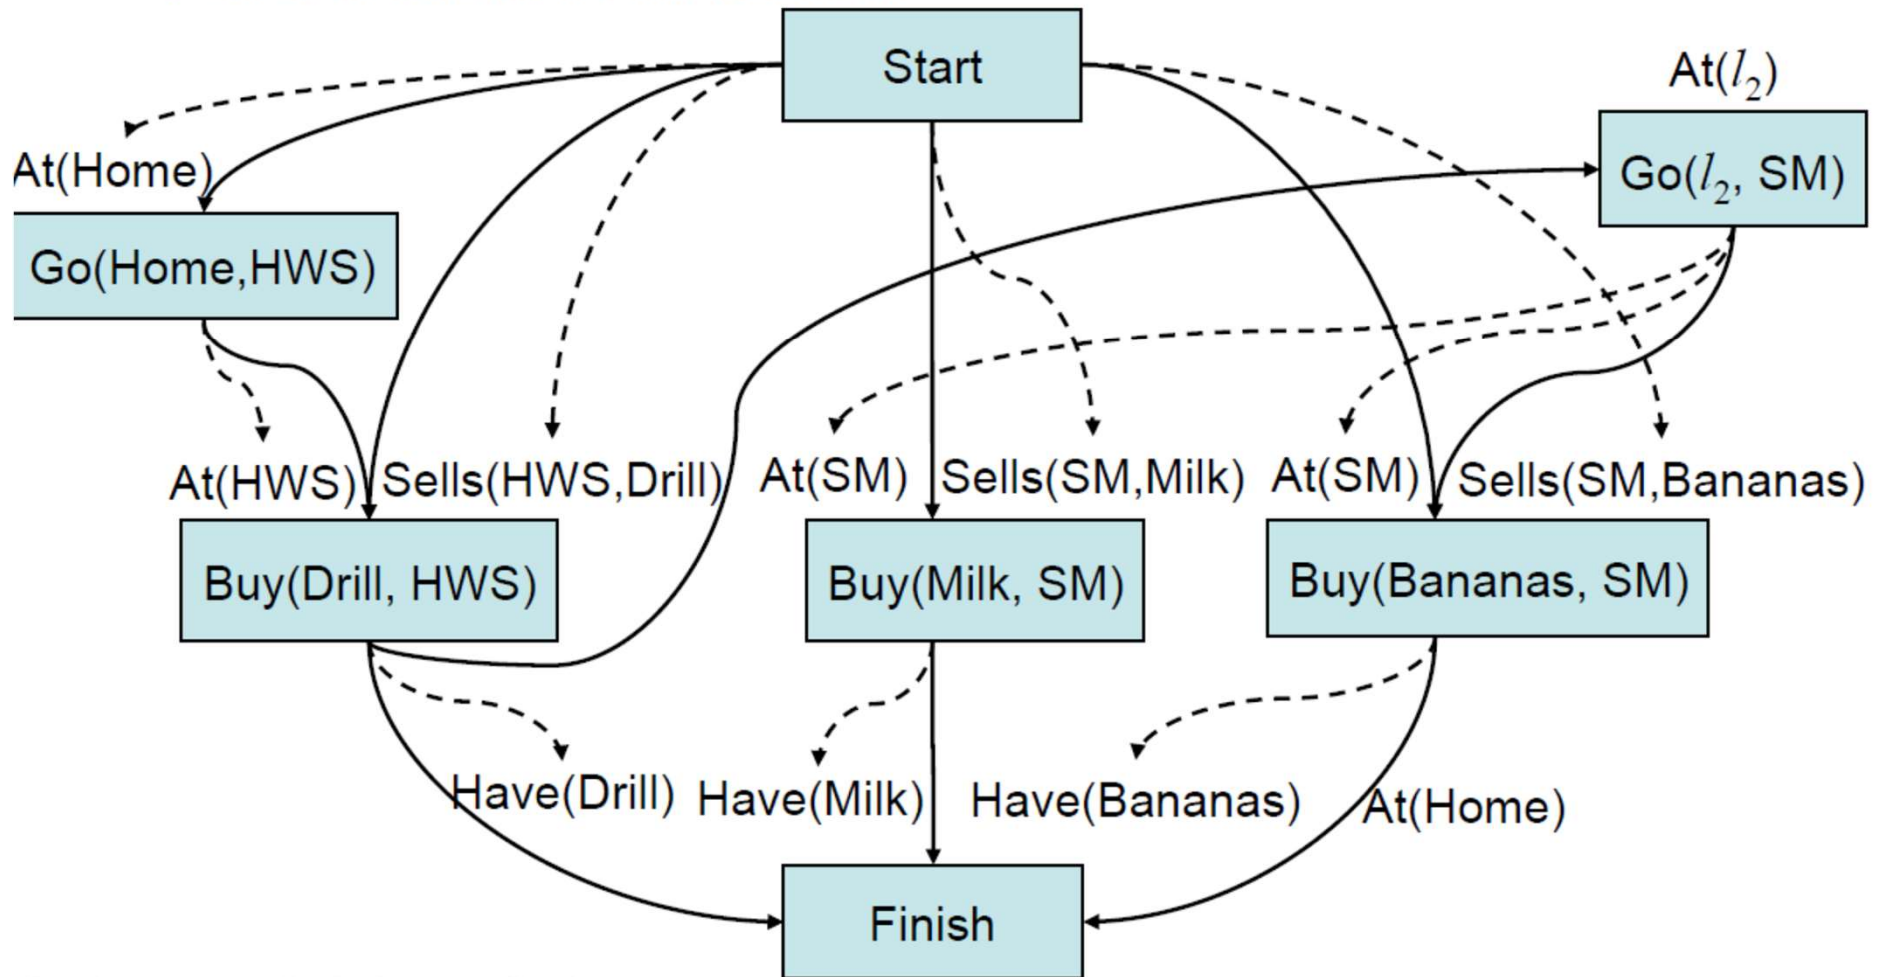 Start
At(l₂)
Go(l₂, SM)
At(Home)
Go(Home,HWS)
At(HWS)
Sells(HWS,Drill)
At(SM)
Sells(SM,Milk)
At(SM)
Sells(SM,Bananas)
Buy(Drill, HWS)
Buy(Milk, SM)
Buy(Bananas, SM)
Have(Drill)
Have(Milk)
Have(Bananas)
At(Home)
Finish